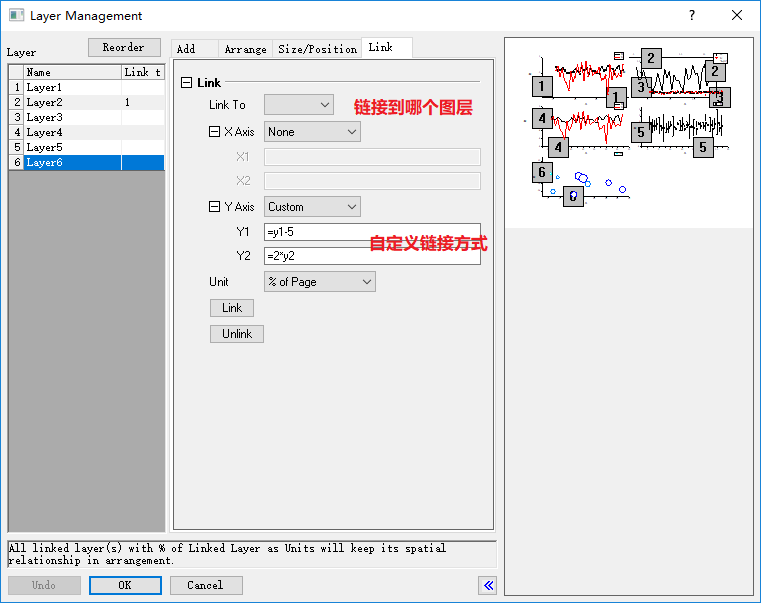 Layer Management
?
Layer
Reorder
Name Link t
1 Layer1
2 Layer2 1
3 Layer3
4 Layer4
5 Layer5
6 Layer6
Add Arrange Size/Position Link
Link
Link To
链接到哪个图层
X Axis None
X1
X2
Y Axis Custom
Y1 =y1-5
自定义链接方式
Y2 =2*y2
Unit % of Page
Link
Unlink
1 2 2
1 3 3
4 5
4 5
6
6
All linked layer(s) with % of Linked Layer as Units will keep its spatial
relationship in arrangement.
Undo OK Cancel